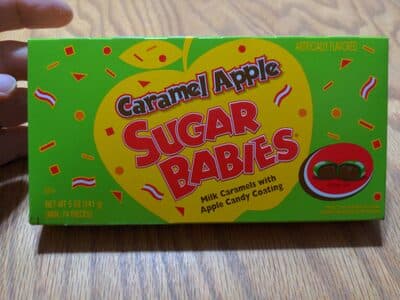 ARTIFICIALLY FLAVORED
Caramel Apple
SUGAR
BABIES®
Milk Caramels with
Apple Candy Coating
NET WT 5 OZ (141 g)